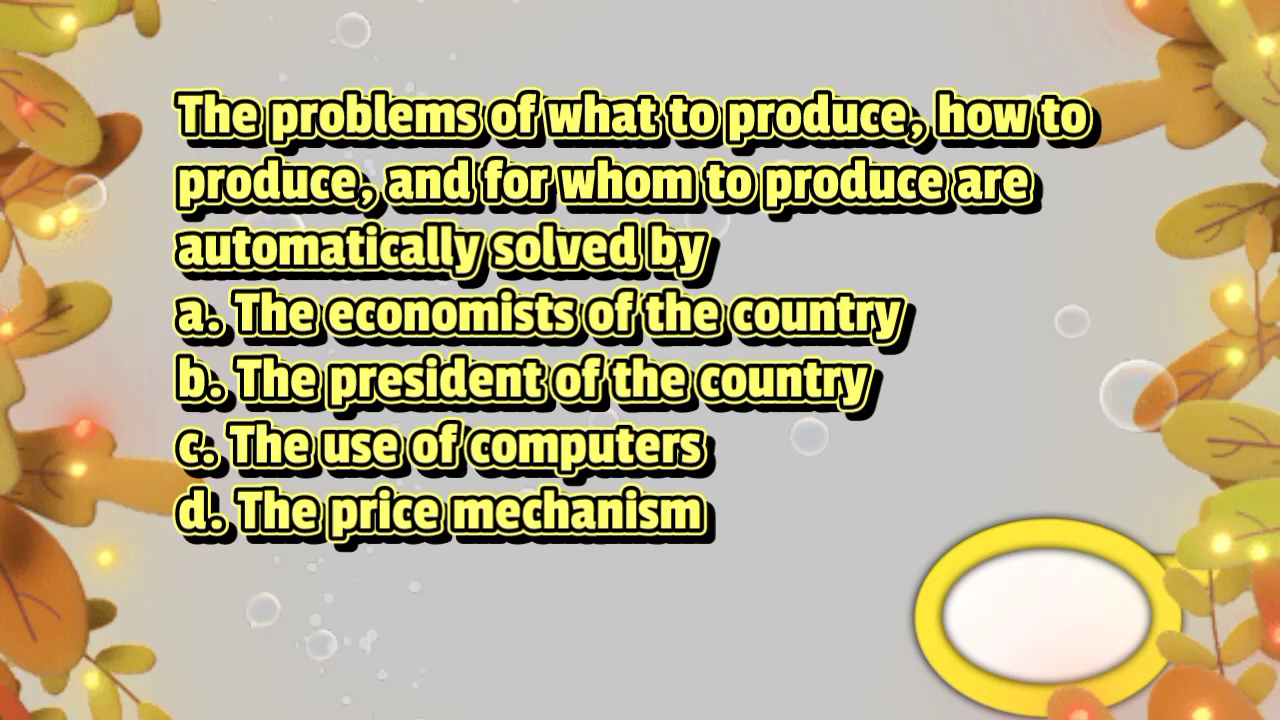 The problems of what to produce, how to
produce, and for whom to produce are
automatically solved by
a. The economists of the country
b. The president of the country
c. The use of computers
d. The price mechanism